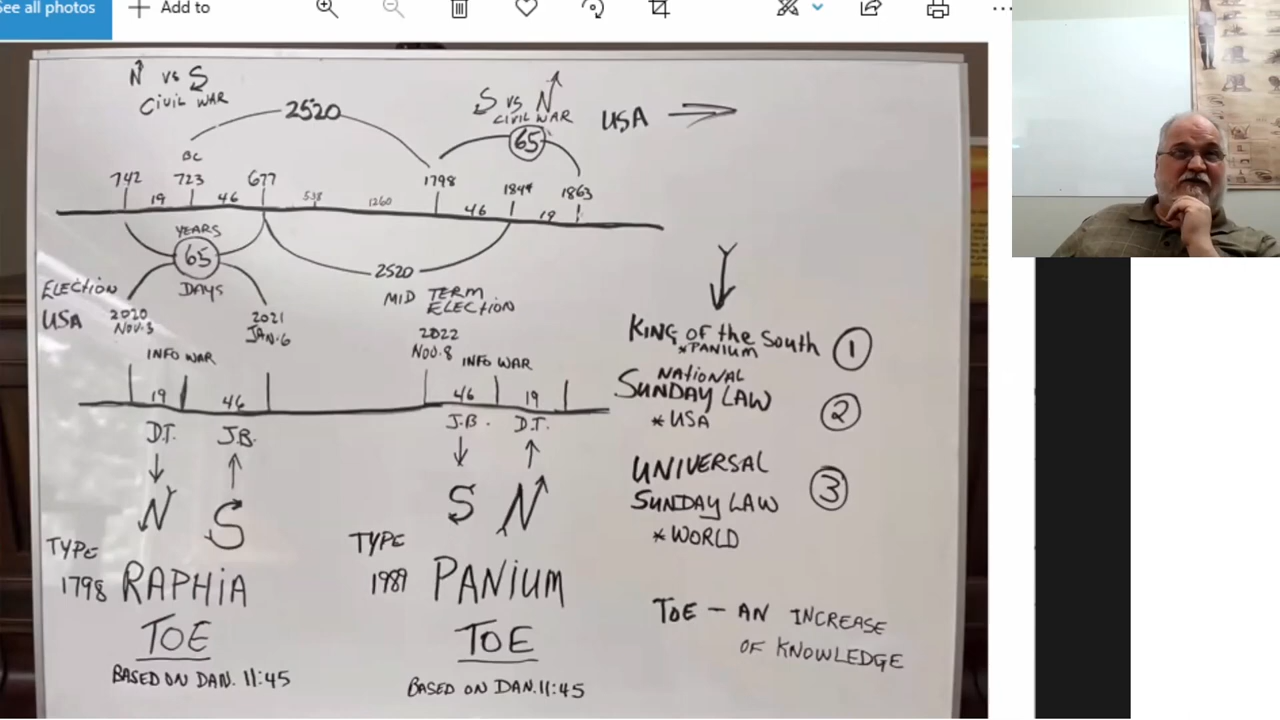 See all photos
Add to
N vs S
CIVIL WAR
2520
S vs N
CIVIL WAR
65
USA
BC
742 723 677 1798 1844 1863
19 46 538 1260 46 19
YEARS
65
DAYS
2520
ELECTION
USA
2020
NOV.3
2021
JAN.6
MID TERM
ELECTION
2022
NOV.8
INFO WAR
INFO WAR
19 46 46 19
D.T. J.B. J.B. D.T.
N S S N
TYPE
1798 RAPHIA
TOE
BASED ON DAN. 11:45
TYPE
1989 PANIUM
TOE
BASED ON DAN.11:45
KING OF the South 1
*PANIUM
NATIONAL
SUNDAY LAW 2
*USA
UNIVERSAL
SUNDAY LAW 3
*WORLD
TOE - AN INCREASE
OF KNOWLEDGE